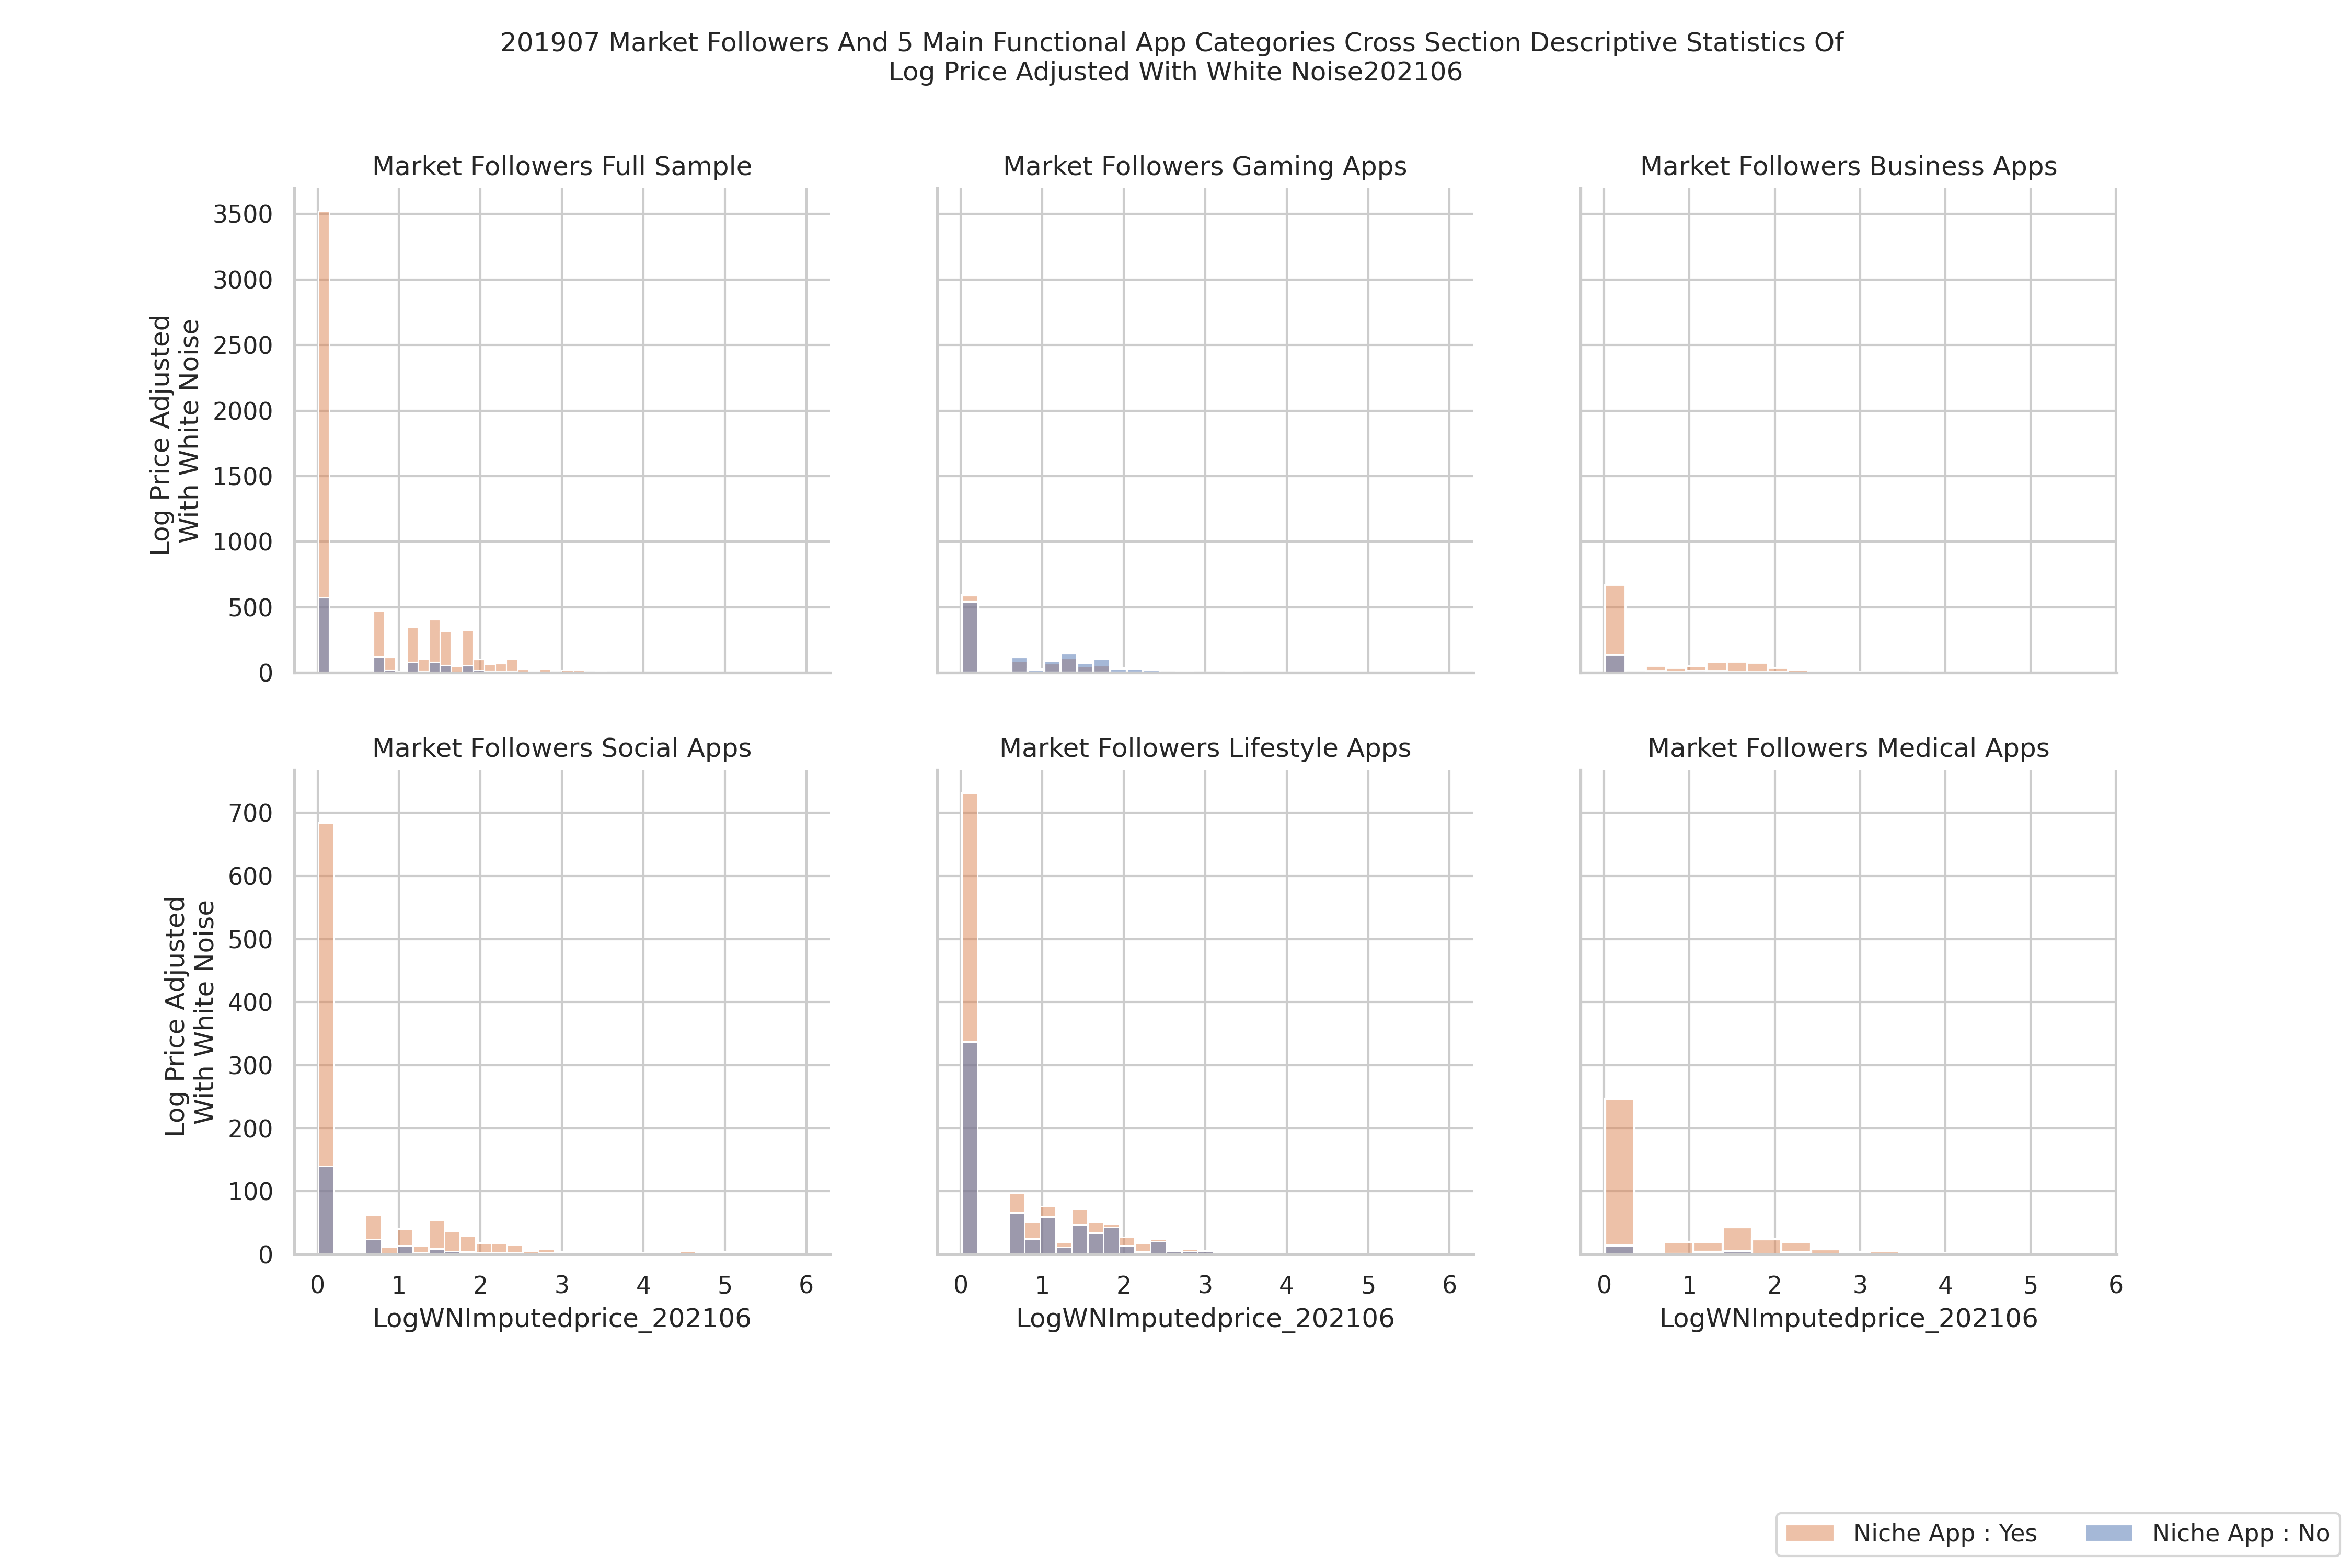 201907 Market Followers And 5 Main Functional App Categories Cross Section Descriptive Statistics Of
Log Price Adjusted With White Noise202106
Market Followers Full Sample
Market Followers Gaming Apps
Market Followers Business Apps
Log Price Adjusted
With White Noise
3500
3000
2500
2000
1500
1000
500
0
Market Followers Social Apps
Market Followers Lifestyle Apps
Market Followers Medical Apps
Log Price Adjusted
With White Noise
700
600
500
400
300
200
100
0
0 1 2 3 4 5 6
0 1 2 3 4 5 6
0 1 2 3 4 5 6
LogWNImputedprice_202106
LogWNImputedprice_202106
LogWNImputedprice_202106
Niche App : Yes
Niche App : No